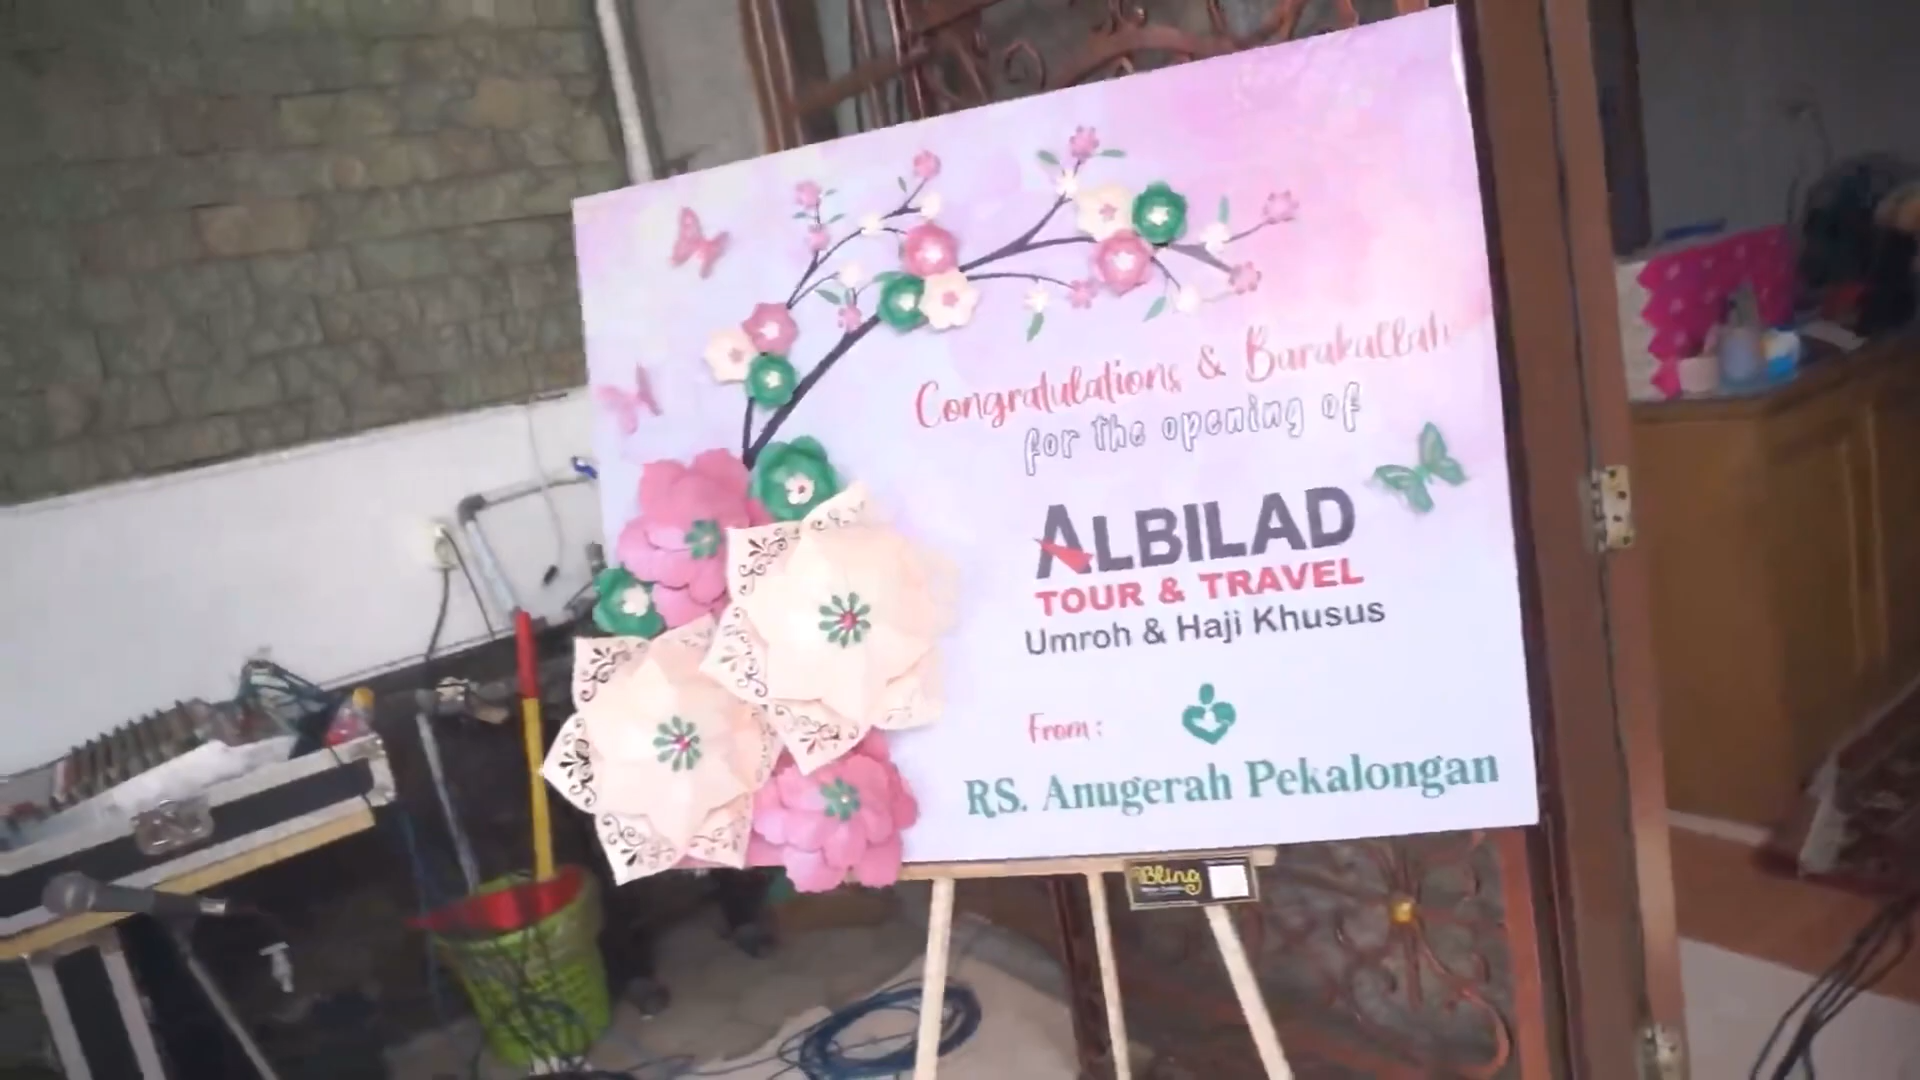 Congratulations & Barakallah
for the opening of
ALBILAD
TOUR & TRAVEL
Umroh & Haji Khusus
From :
RS. Anugerah Pekalongan
Bling